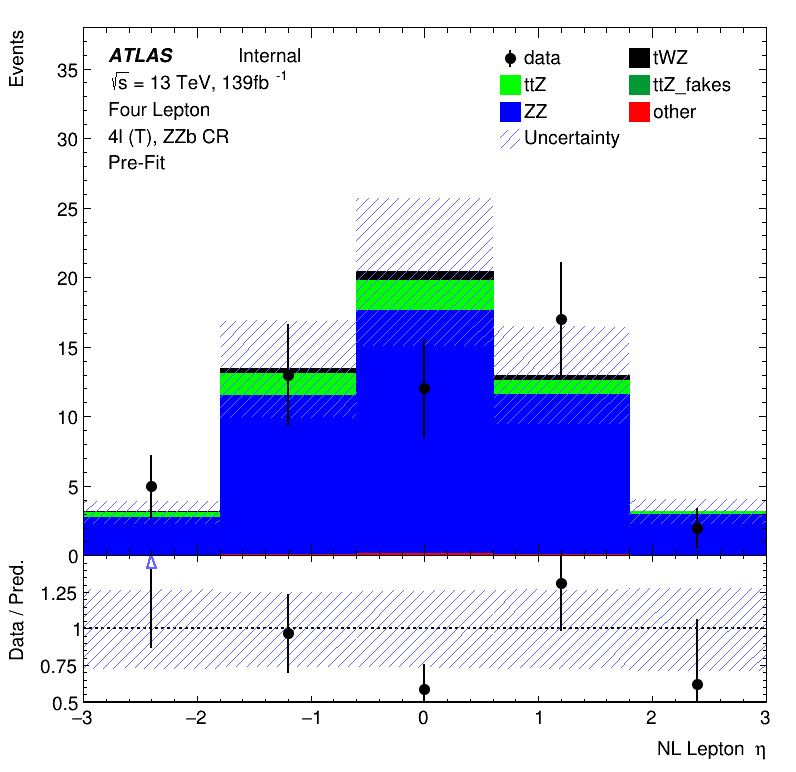 Events
35
30
25
20
15
10
5
0
ATLAS Internal
√s = 13 TeV, 139fb -1
Four Lepton
4l (T), ZZb CR
Pre-Fit
data tWZ
ttZ ttZ_fakes
ZZ other
Uncertainty
Data / Pred.
1.25
1
0.75
0.5
−3 −2 −1 0 1 2 3
NL Lepton η